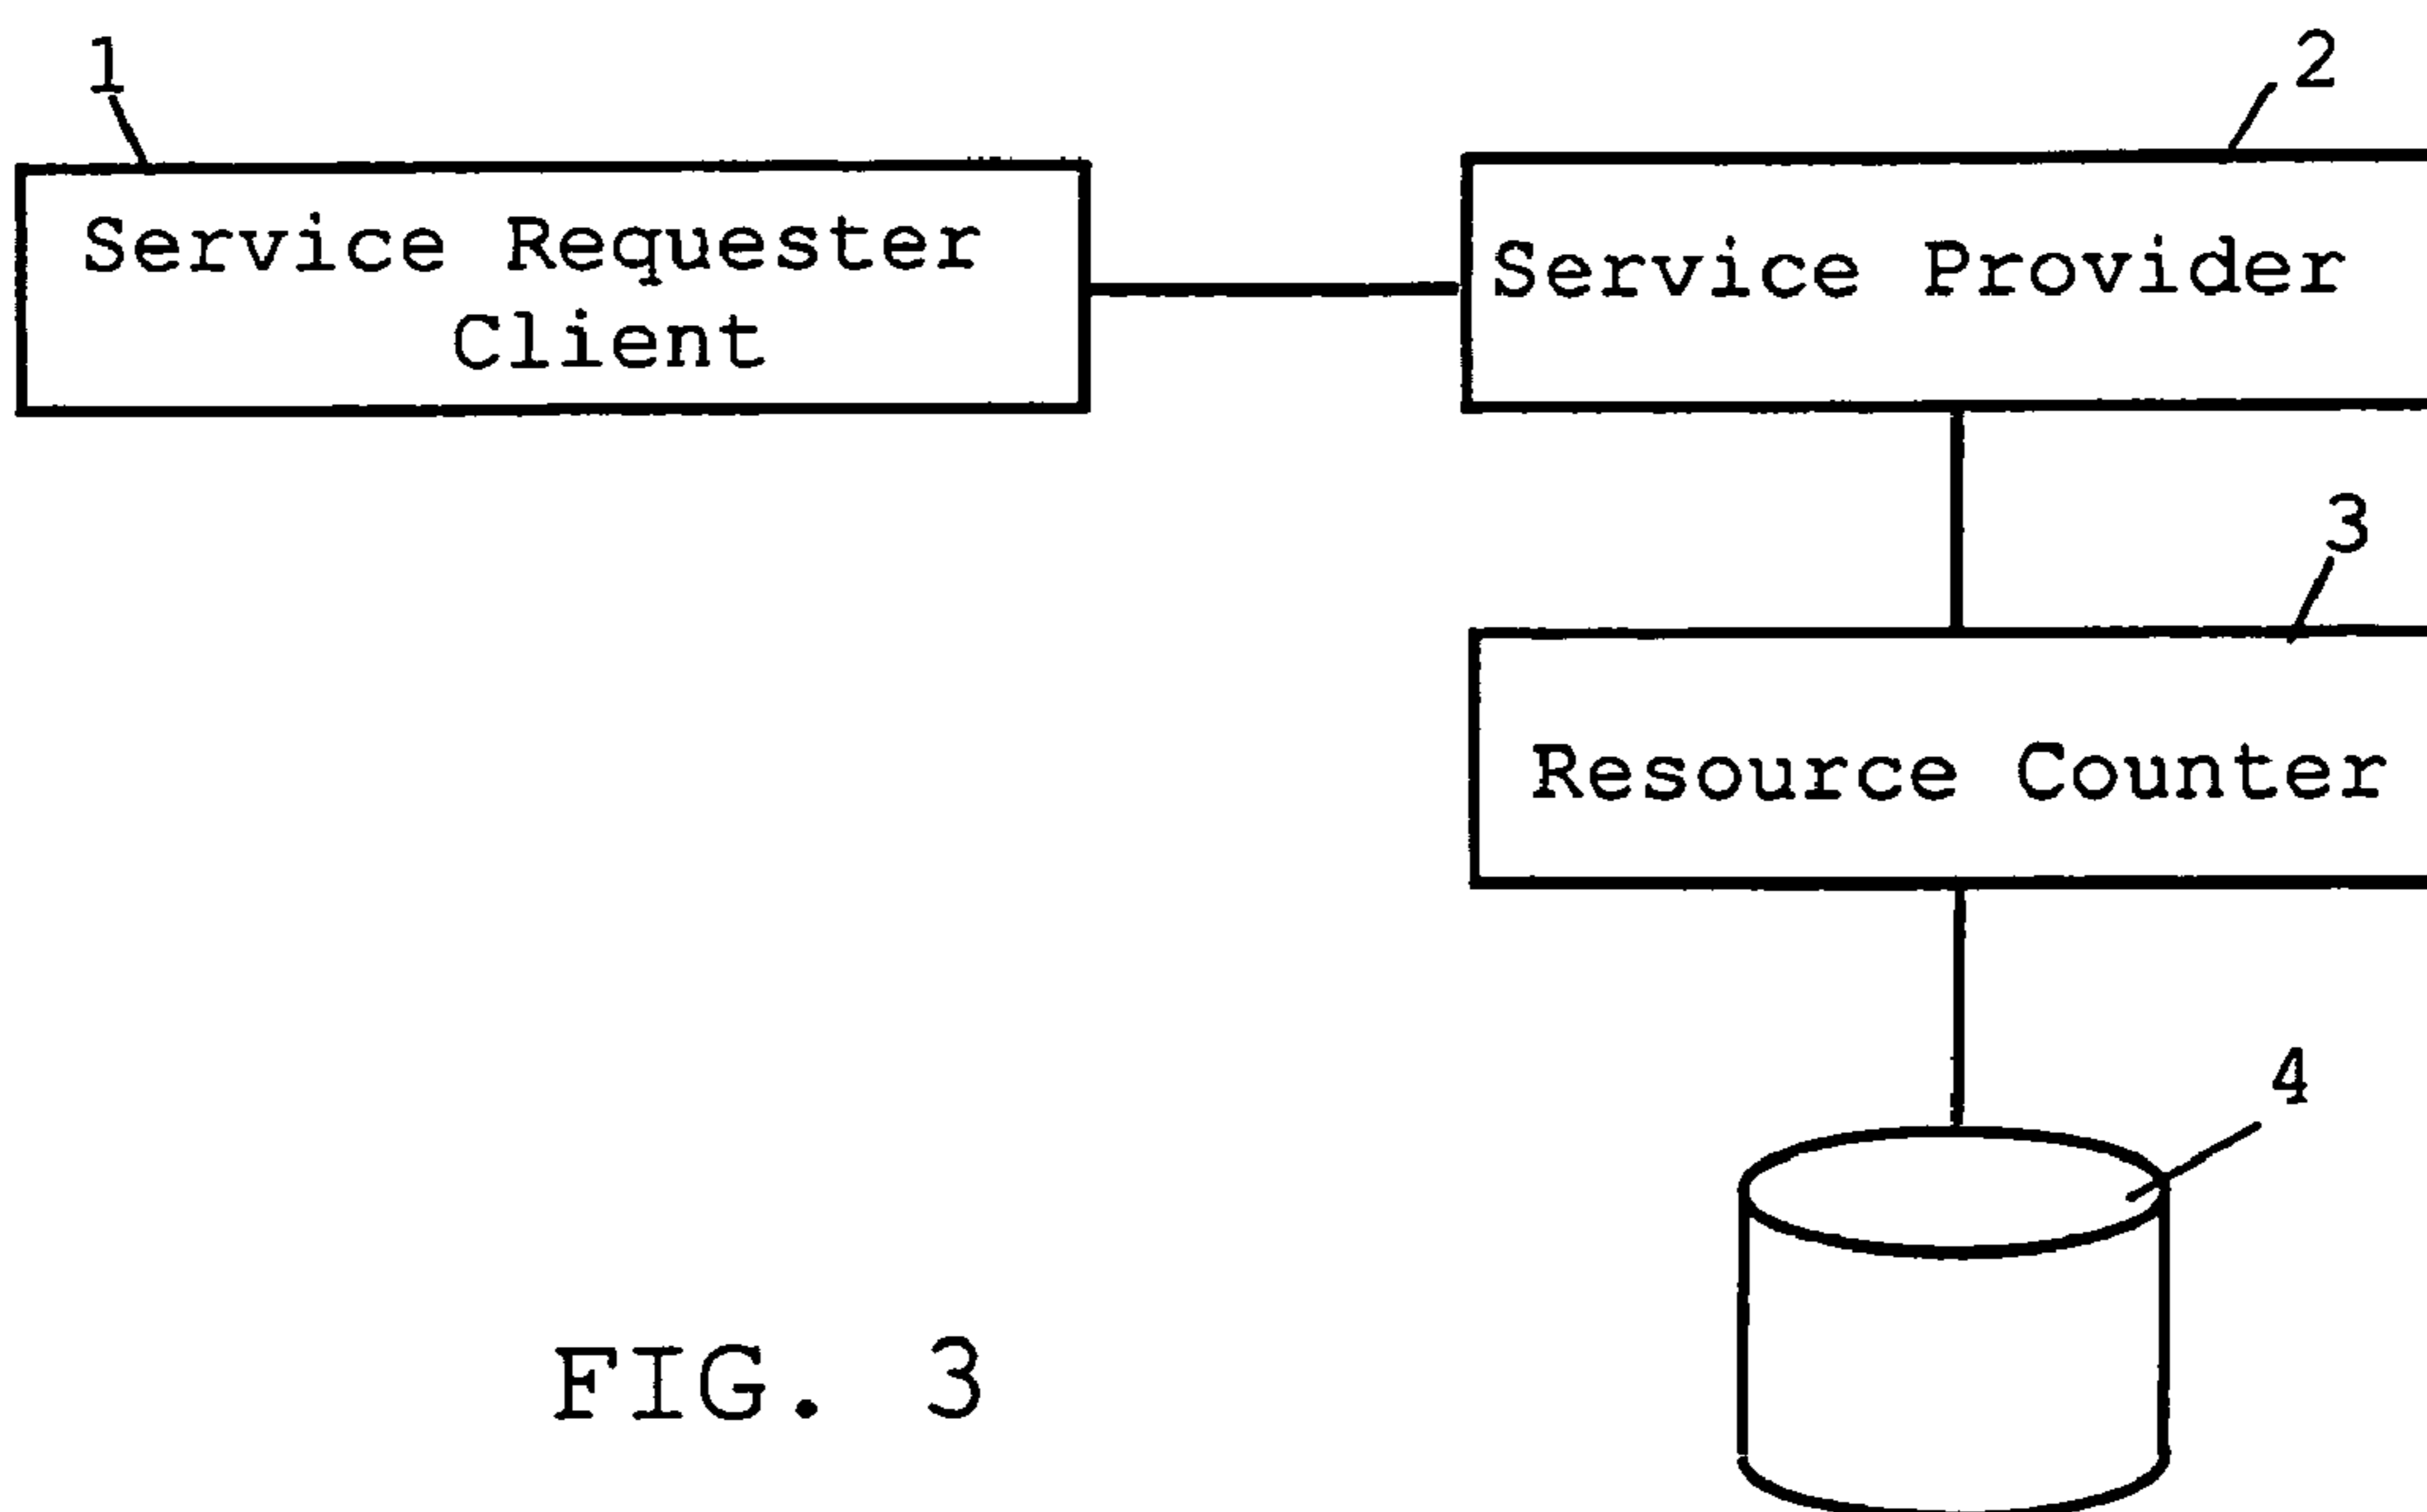 1
2
Service Requester
Client
Service Provider
3
Resource Counter
4
FIG. 3